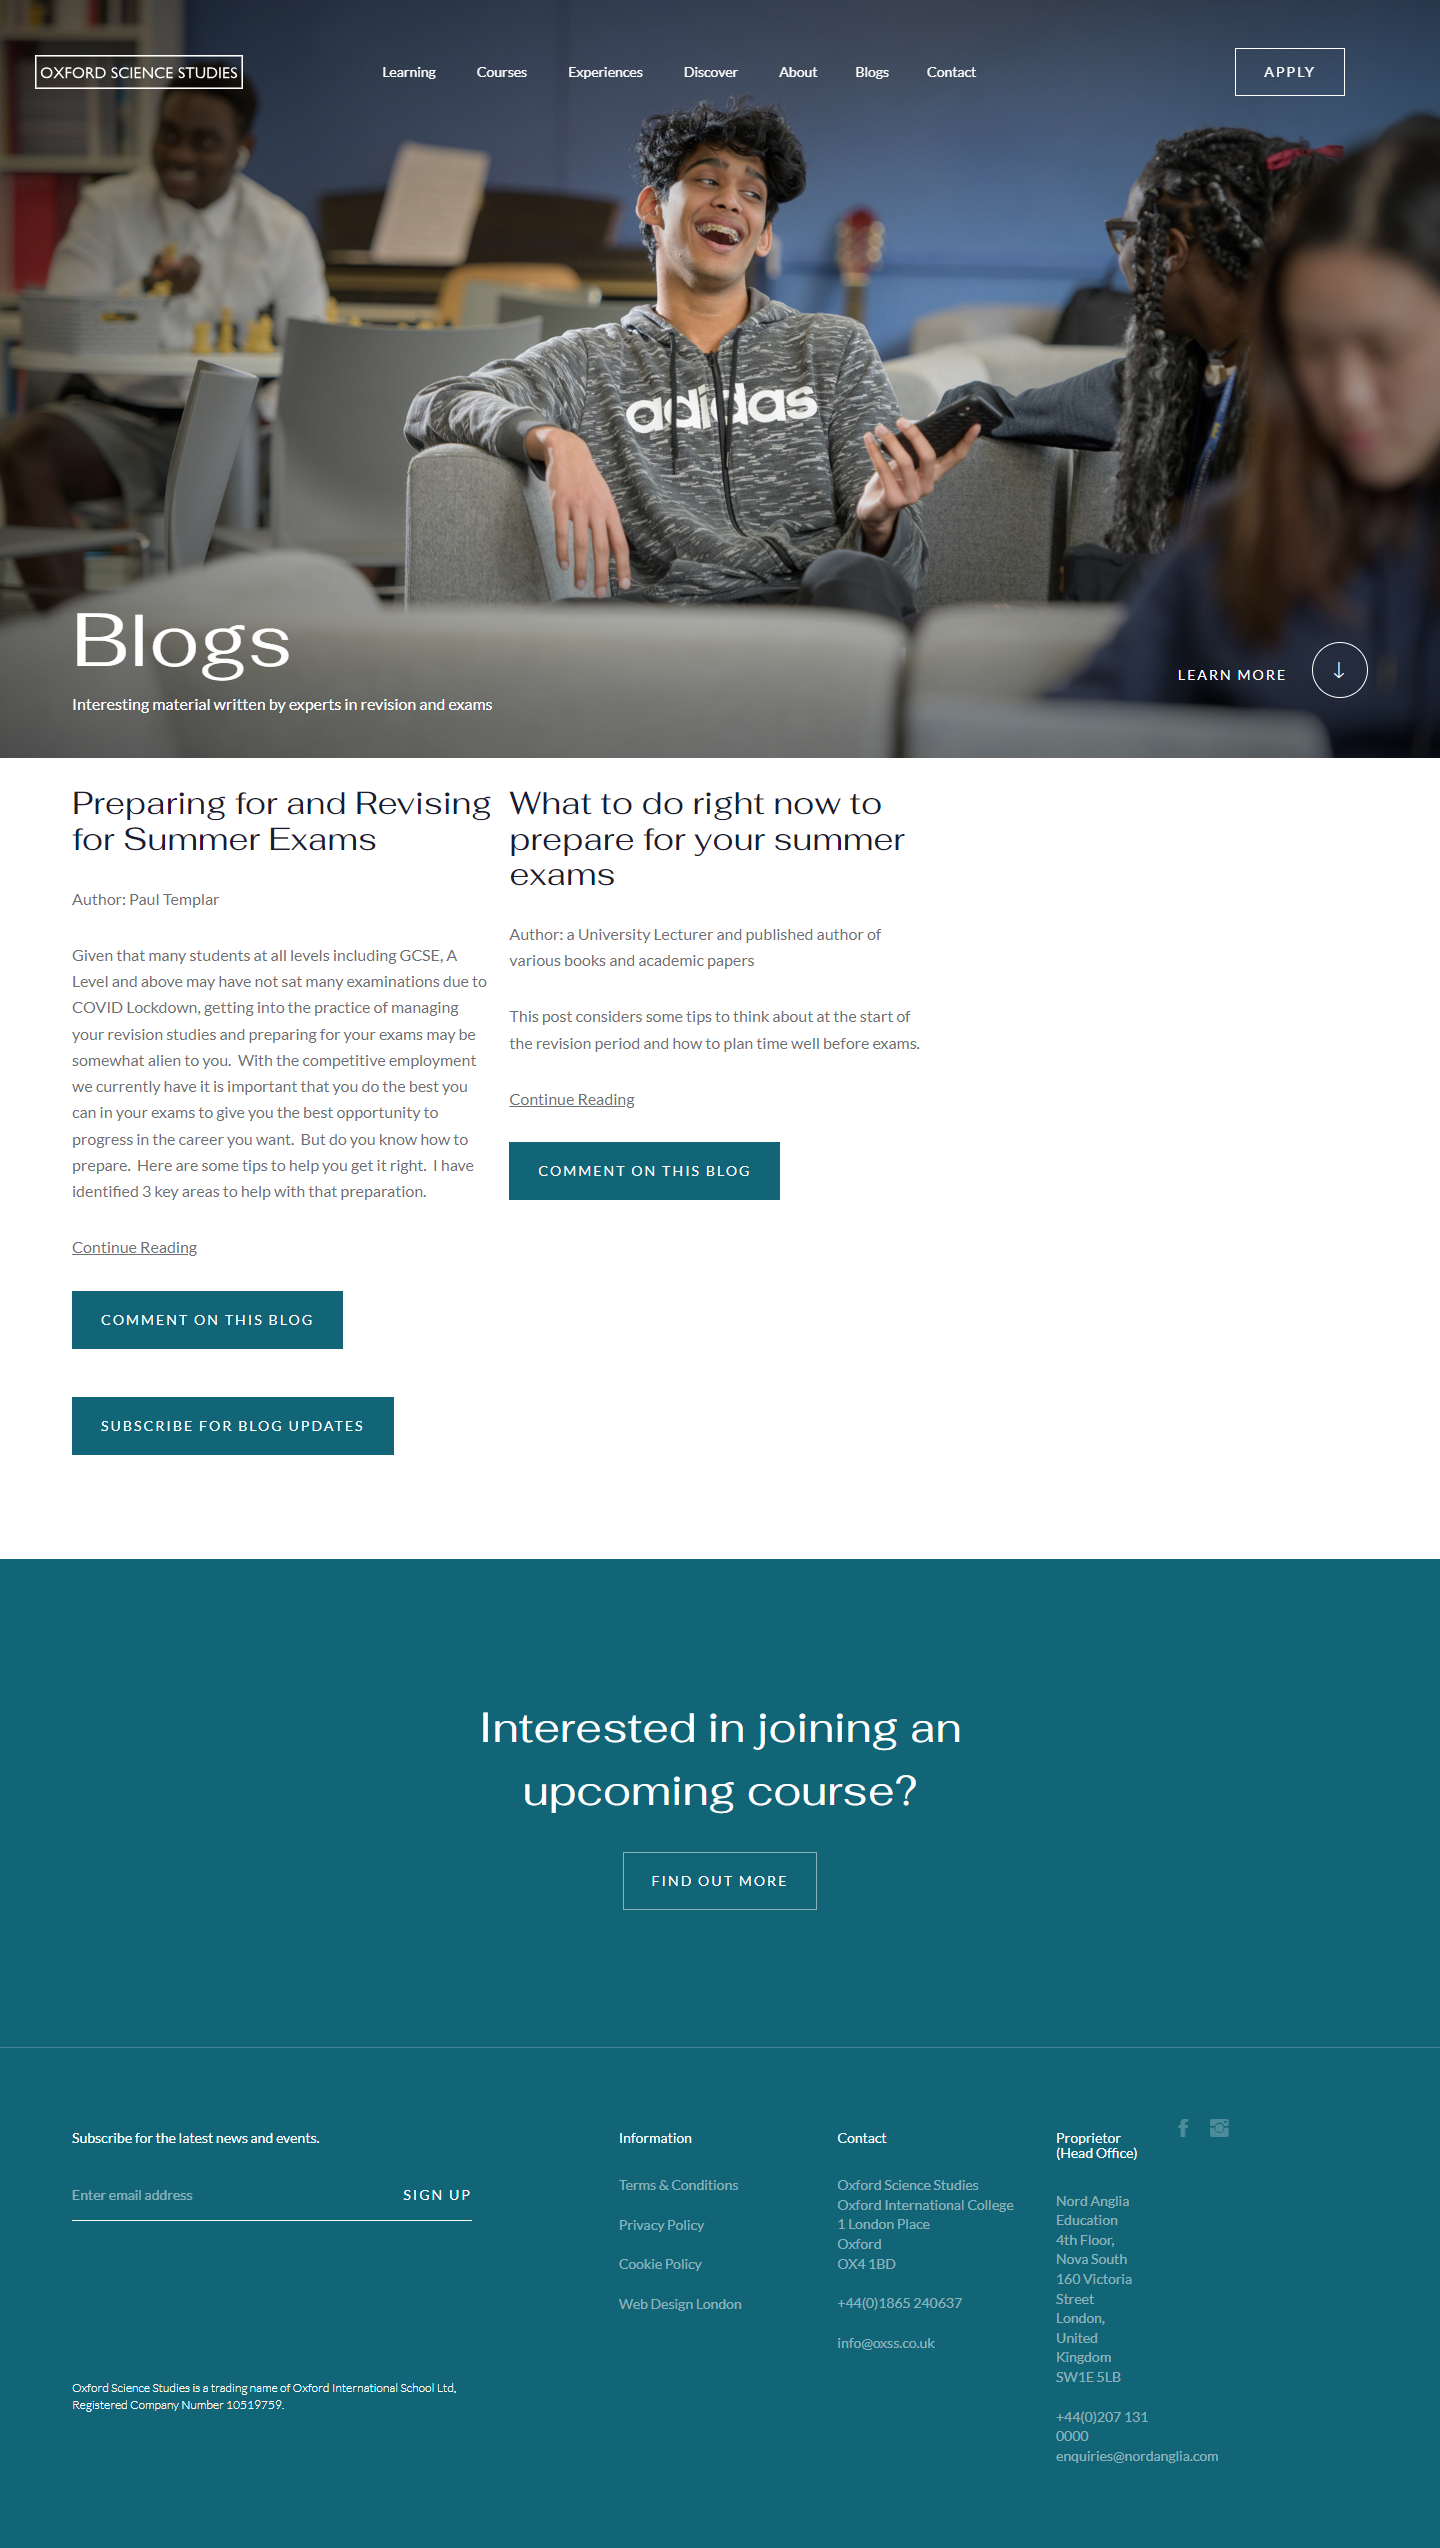 OXFORD SCIENCE STUDIES
Learning
Courses
Experiences
Discover
About
Blogs
Contact
APPLY
adidas
Blogs
Interesting material written by experts in revision and exams
LEARN MORE
Preparing for and Revising
for Summer Exams
Author: Paul Templar
Given that many students at all levels including GCSE, A
Level and above may have not sat many examinations due to
COVID Lockdown, getting into the practice of managing
your revision studies and preparing for your exams may be
somewhat alien to you.  With the competitive employment
we currently have it is important that you do the best you
can in your exams to give you the best opportunity to
progress in the career you want.  But do you know how to
prepare.  Here are some tips to help you get it right.  I have
identified 3 key areas to help with that preparation.
Continue Reading
COMMENT ON THIS BLOG
SUBSCRIBE FOR BLOG UPDATES
What to do right now to
prepare for your summer
exams
Author: a University Lecturer and published author of
various books and academic papers
This post considers some tips to think about at the start of
the revision period and how to plan time well before exams.
Continue Reading
COMMENT ON THIS BLOG
Interested in joining an
upcoming course?
FIND OUT MORE
Subscribe for the latest news and events.
Enter email address
SIGN UP
Oxford Science Studies is a trading name of Oxford International School Ltd,
Registered Company Number 10519759.
Information
Terms & Conditions
Privacy Policy
Cookie Policy
Web Design London
Contact
Oxford Science Studies
Oxford International College
1 London Place
Oxford
OX4 1BD
+44(0)1865 240637
info@oxss.co.uk
Proprietor
(Head Office)
Nord Anglia
Education
4th Floor,
Nova South
160 Victoria
Street
London,
United
Kingdom
SW1E 5LB
+44(0)207 131
0000
enquiries@nordanglia.com